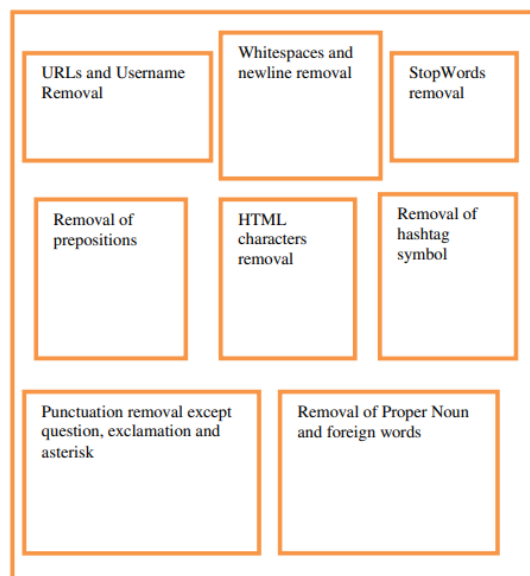 URLs and Username
Removal
Whitespaces and
newline removal
StopWords
removal
Removal of
prepositions
HTML
characters
removal
Removal of
hashtag
symbol
Punctuation removal except
question, exclamation and
asterisk
Removal of Proper Noun
and foreign words